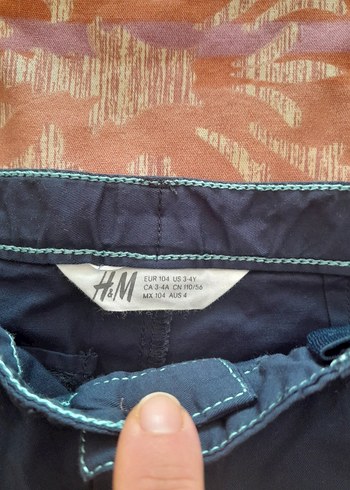 H&M
EUR 104 US 3-4Y
CA 3-4A CN 110/56
MX 104 AUS 4